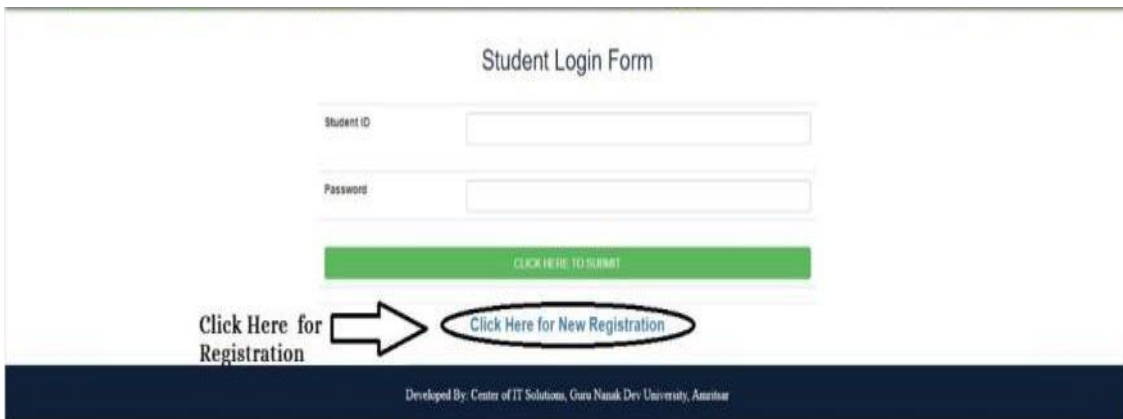 Student Login Form
Student ID
Password
CLICK HERE TO SUBMIT
Click Here for
Registration
Click Here for New Registration
Developed By: Center of IT Solutions, Guru Nanak Dev University, Amritsar